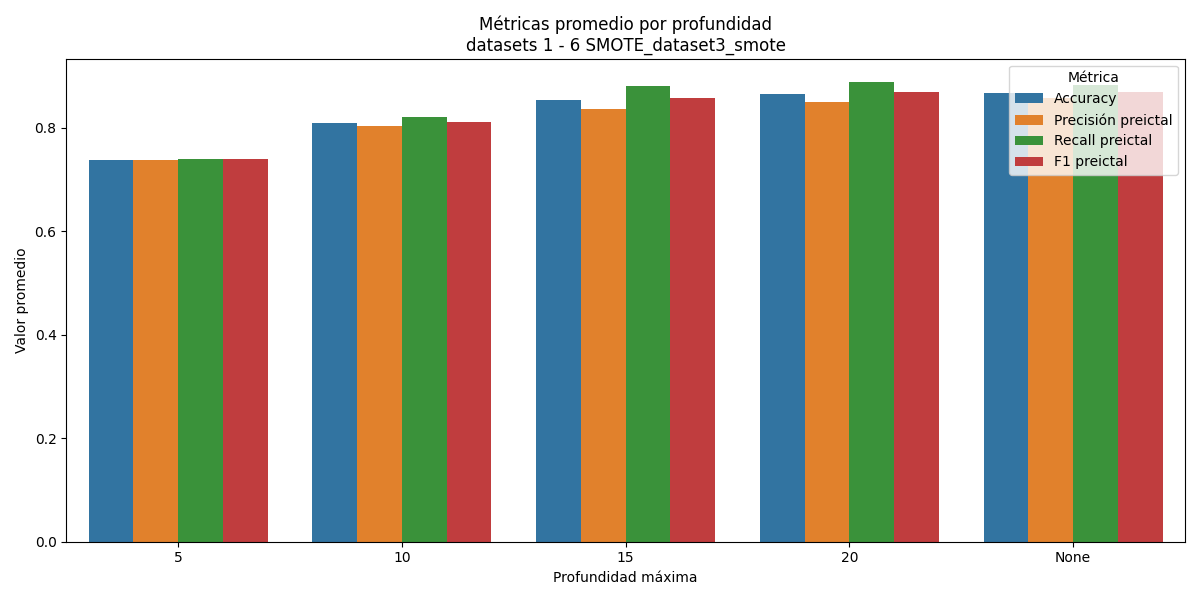 Métricas promedio por profundidad
datasets 1 - 6 SMOTE_dataset3_smote
Métrica
Accuracy
Precisión preictal
Recall preictal
F1 preictal
Valor promedio
0.8
0.6
0.4
0.2
0.0
5
10
15
20
None
Profundidad máxima